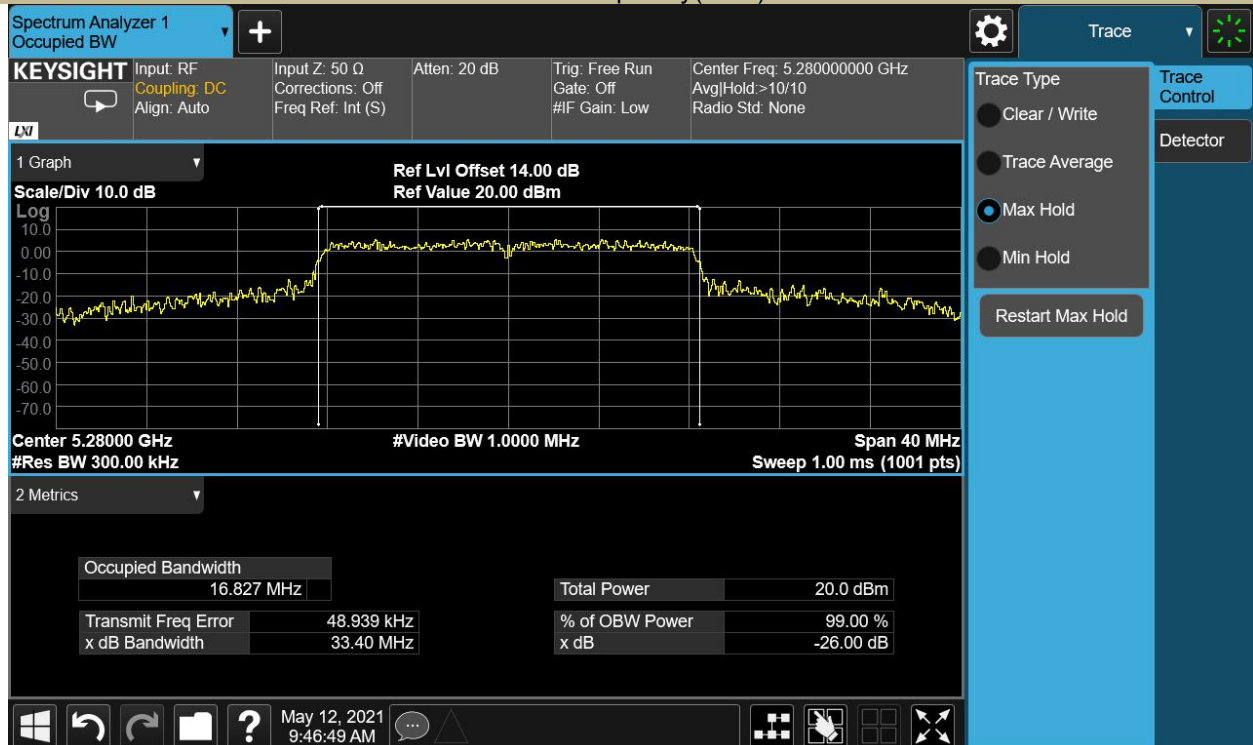 Spectrum Analyzer 1
Occupied BW
+
Trace
KEYSIGHT
LXI
Input: RF
Coupling: DC
Align: Auto
Input Z: 50 Ω
Corrections: Off
Freq Ref: Int (S)
Atten: 20 dB
Trig: Free Run
Gate: Off
#IF Gain: Low
Center Freq: 5.280000000 GHz
Avg|Hold:>10/10
Radio Std: None
Trace Type
Clear / Write
Trace Average
Max Hold
Min Hold
Restart Max Hold
Trace
Control
Detector
1 Graph
Scale/Div 10.0 dB
Ref Lvl Offset 14.00 dB
Ref Value 20.00 dBm
Log
10.0
0.00
-10.0
-20.0
-30.0
-40.0
-50.0
-60.0
-70.0
Center 5.28000 GHz
#Res BW 300.00 kHz
#Video BW 1.0000 MHz
Span 40 MHz
Sweep 1.00 ms (1001 pts)
2 Metrics
Occupied Bandwidth
16.827 MHz
Total Power 20.0 dBm
Transmit Freq Error 48.939 kHz
% of OBW Power 99.00 %
x dB Bandwidth 33.40 MHz
x dB -26.00 dB
?
May 12, 2021
9:46:49 AM